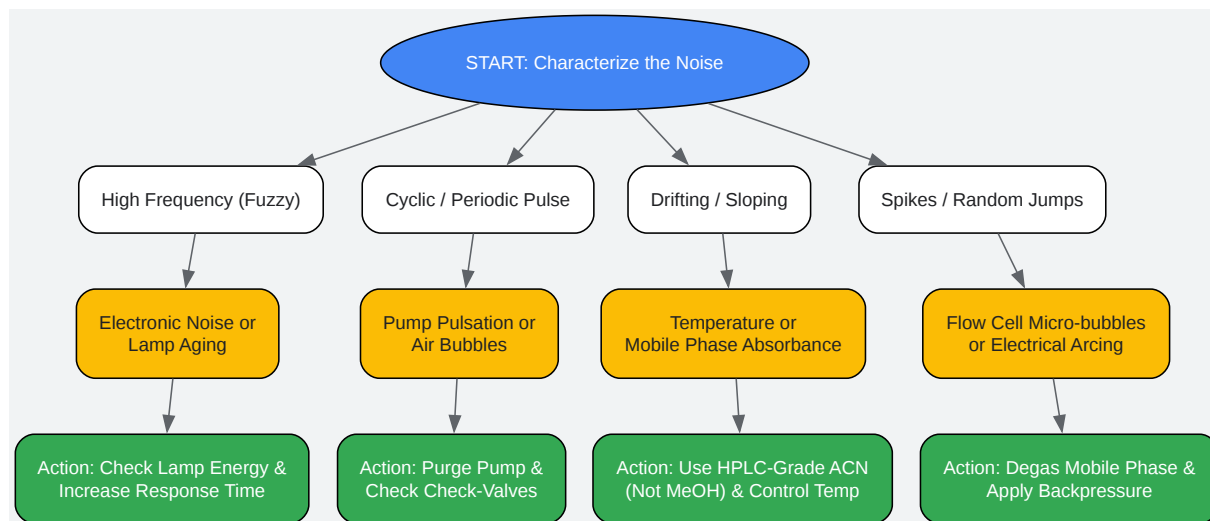 START: Characterize the Noise
High Frequency (Fuzzy)
Cyclic / Periodic Pulse
Drifting / Sloping
Spikes / Random Jumps
Electronic Noise or
Lamp Aging
Pump Pulsation or
Air Bubbles
Temperature or
Mobile Phase Absorbance
Flow Cell Micro-bubbles
or Electrical Arcing
Action: Check Lamp Energy &
Increase Response Time
Action: Purge Pump &
Check Check-Valves
Action: Use HPLC-Grade ACN
(Not MeOH) & Control Temp
Action: Degas Mobile Phase &
Apply Backpressure